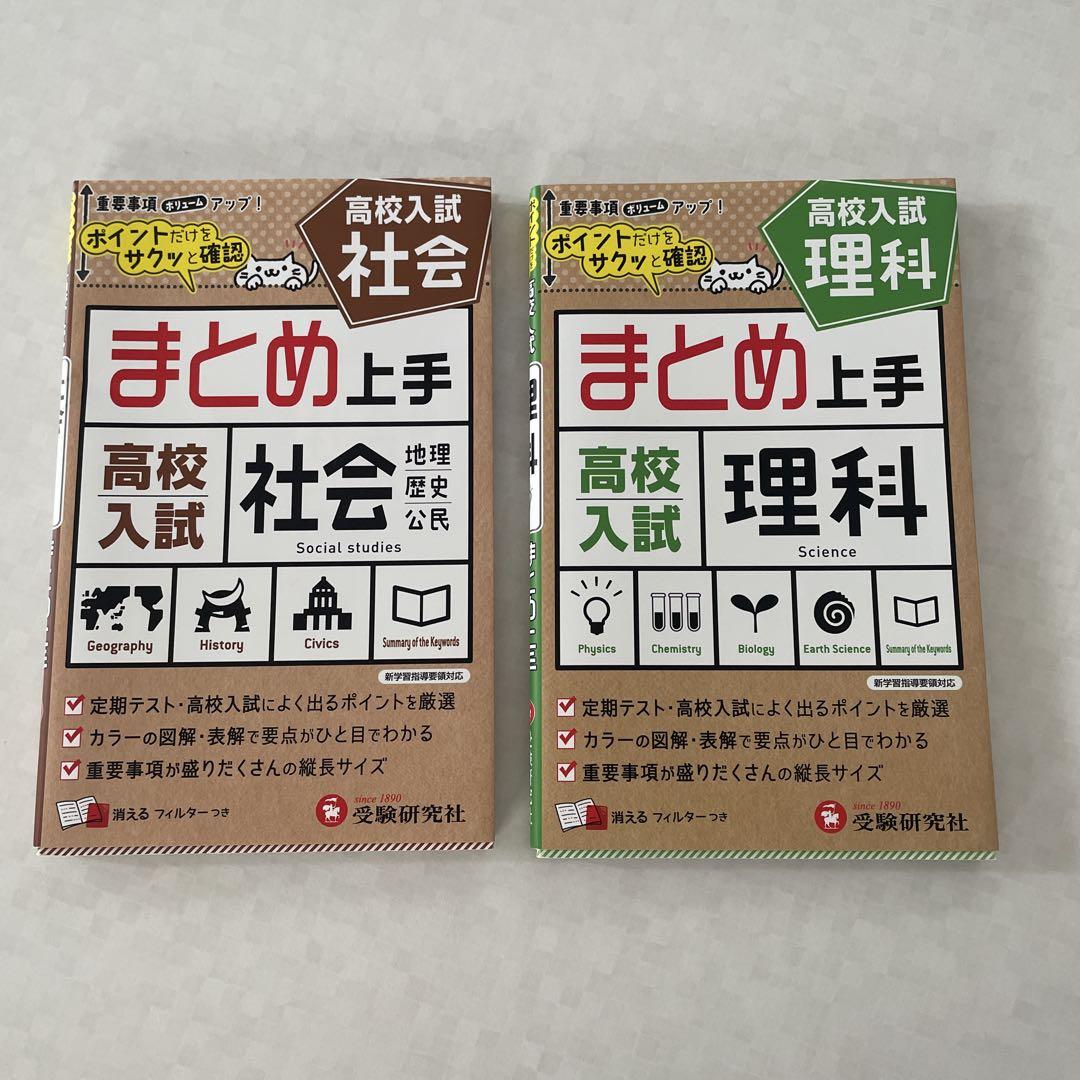 重要事項 ボリューム アップ!
ポイントだけを
サクッと確認
高校入試
社会
まとめ上手
高校
入試
社会
地理
歴史
公民
Social studies
Geography
History
Civics
Summary of the Keywords
新学習指導要領対応
定期テスト・高校入試によく出るポイントを厳選
カラーの図解・表解で要点がひと目でわかる
重要事項が盛りだくさんの縦長サイズ
消える フィルターつき
since 1890
受験研究社
重要事項 ボリューム アップ!
ポイントだけを
サクッと確認
高校入試
理科
まとめ上手
高校
入試
理科
Science
Physics
Chemistry
Biology
Earth Science
Summary of the Keywords
新学習指導要領対応
定期テスト・高校入試によく出るポイントを厳選
カラーの図解・表解で要点がひと目でわかる
重要事項が盛りだくさんの縦長サイズ
消える フィルターつき
since 1890
受験研究社